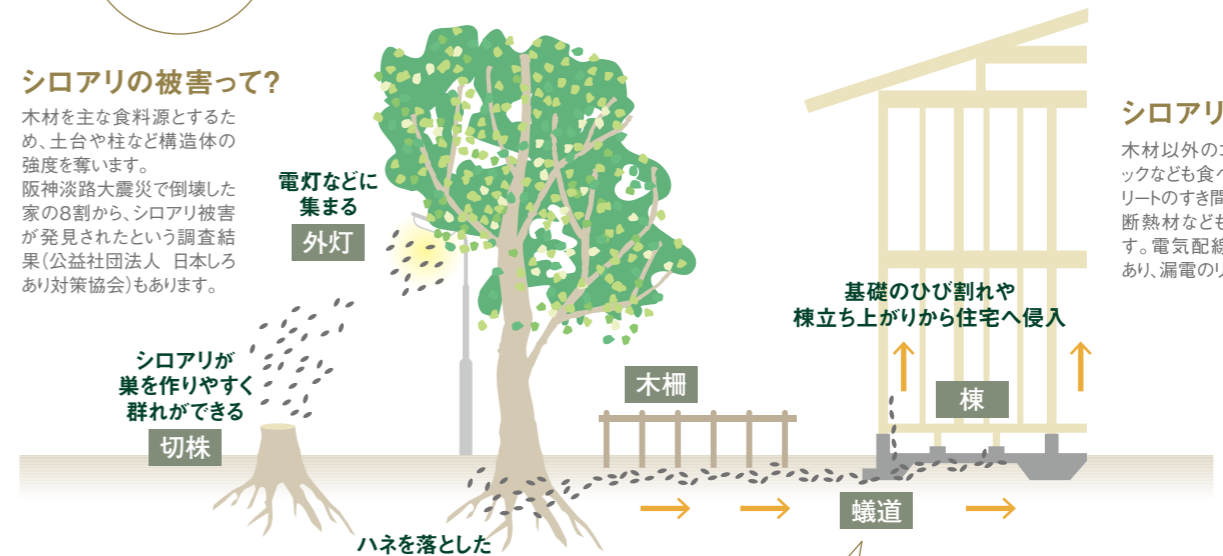 シロアリの被害って?
木材を主な食料源とするた
め、土台や柱など構造体の
強度を奪います。
阪神淡路大震災で倒壊した
家の8割から、シロアリ被害
が発見されたという調査結
果(公益社団法人 日本しろ
あり対策協会)もあります。
電灯などに
集まる
外灯
シロアリが
巣を作りやすく
群れができる
切株
ハネを落とした
木柵
基礎のひび割れや
棟立ち上がりから住宅へ侵入
棟
蟻道
シロアリ
木材以外の
ックなども食べ
リートのすき間
断熱材なども
す。電気配線
あり、漏電のリ